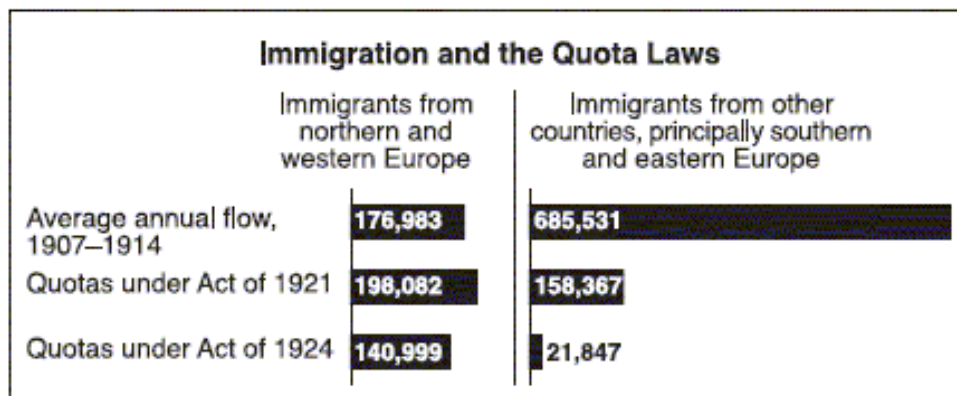 Immigration and the Quota Laws
Immigrants from
northern and
western Europe
Immigrants from other
countries, principally southern
and eastern Europe
Average annual flow,
1907–1914
176,983
685,531
Quotas under Act of 1921
198,082
158,367
Quotas under Act of 1924
140,999
21,847